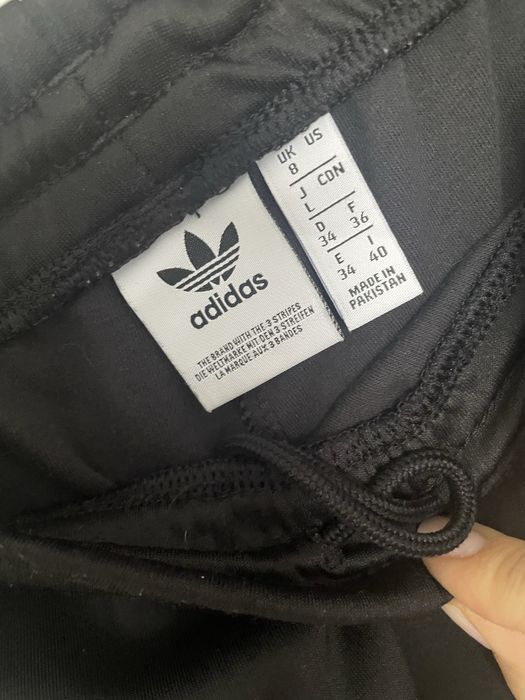 adidas
THE BRAND WITH THE 3 STRIPES
DIE WELTMARKE MIT DEN 3 STREIFEN
LA MARQUE AUX 3 BANDES
UK US
8
J CDN
L
D F
34 36
E I
34 40
MADE IN
PAKISTAN